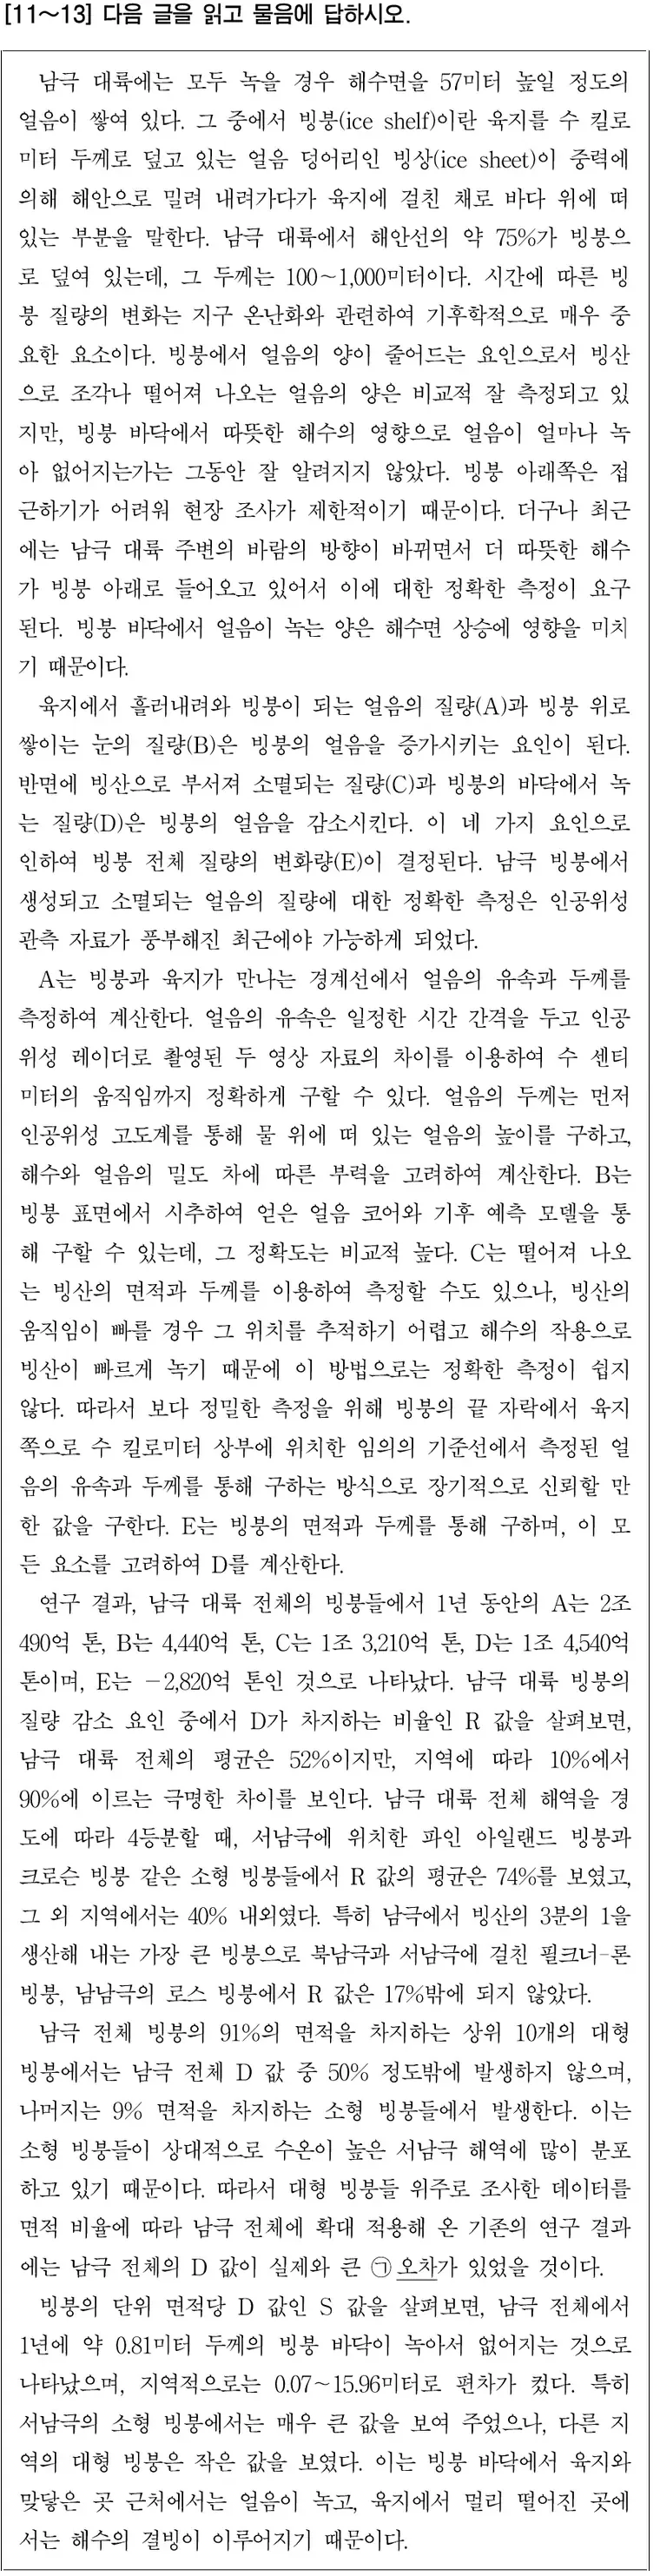 [11～13] 다음 글을 읽고 물음에 답하시오.
남극 대륙에는 모두 녹을 경우 해수면을 57미터 높일 정도의
얼음이 쌓여 있다. 그 중에서 빙붕(ice shelf)이란 육지를 수 킬로
미터 두께로 덮고 있는 얼음 덩어리인 빙상(ice sheet)이 중력에
의해 해안으로 밀려 내려가다가 육지에 걸친 채로 바다 위에 떠
있는 부분을 말한다. 남극 대륙에서 해안선의 약 75%가 빙붕으
로 덮여 있는데, 그 두께는 100～1,000미터이다. 시간에 따른 빙
붕 질량의 변화는 지구 온난화와 관련하여 기후학적으로 매우 중
요한 요소이다. 빙붕에서 얼음의 양이 줄어드는 요인으로서 빙산
으로 조각나 떨어져 나오는 얼음의 양은 비교적 잘 측정되고 있
지만, 빙붕 바닥에서 따뜻한 해수의 영향으로 얼음이 얼마나 녹
아 없어지는가는 그동안 잘 알려지지 않았다. 빙붕 아래쪽은 접
근하기가 어려워 현장 조사가 제한적이기 때문이다. 더구나 최근
에는 남극 대륙 주변의 바람의 방향이 바뀌면서 더 따뜻한 해수
가 빙붕 아래로 들어오고 있어서 이에 대한 정확한 측정이 요구
된다. 빙붕 바닥에서 얼음이 녹는 양은 해수면 상승에 영향을 미치
기 때문이다.
육지에서 흘러내려와 빙붕이 되는 얼음의 질량(A)과 빙붕 위로
쌓이는 눈의 질량(B)은 빙붕의 얼음을 증가시키는 요인이 된다.
반면에 빙산으로 부서져 소멸되는 질량(C)과 빙붕의 바닥에서 녹
는 질량(D)은 빙붕의 얼음을 감소시킨다. 이 네 가지 요인으로
인하여 빙붕 전체 질량의 변화량(E)이 결정된다. 남극 빙붕에서
생성되고 소멸되는 얼음의 질량에 대한 정확한 측정은 인공위성
관측 자료가 풍부해진 최근에야 가능하게 되었다.
A는 빙붕과 육지가 만나는 경계선에서 얼음의 유속과 두께를
측정하여 계산한다. 얼음의 유속은 일정한 시간 간격을 두고 인공
위성 레이더로 촬영된 두 영상 자료의 차이를 이용하여 수 센티
미터의 움직임까지 정확하게 구할 수 있다. 얼음의 두께는 먼저
인공위성 고도계를 통해 물 위에 떠 있는 얼음의 높이를 구하고,
해수와 얼음의 밀도 차에 따른 부력을 고려하여 계산한다. B는
빙붕 표면에서 시추하여 얻은 얼음 코어와 기후 예측 모델을 통
해 구할 수 있는데, 그 정확도는 비교적 높다. C는 떨어져 나오
는 빙산의 면적과 두께를 이용하여 측정할 수도 있으나, 빙산의
움직임이 빠를 경우 그 위치를 추적하기 어렵고 해수의 작용으로
빙산이 빠르게 녹기 때문에 이 방법으로는 정확한 측정이 쉽지
않다. 따라서 보다 정밀한 측정을 위해 빙붕의 끝 자락에서 육지
쪽으로 수 킬로미터 상부에 위치한 임의의 기준선에서 측정된 얼
음의 유속과 두께를 통해 구하는 방식으로 장기적으로 신뢰할 만
한 값을 구한다. E는 빙붕의 면적과 두께를 통해 구하며, 이 모
든 요소를 고려하여 D를 계산한다.
연구 결과, 남극 대륙 전체의 빙붕들에서 1년 동안의 A는 2조
490억 톤, B는 4,440억 톤, C는 1조 3,210억 톤, D는 1조 4,540억
톤이며, E는 －2,820억 톤인 것으로 나타났다. 남극 대륙 빙붕의
질량 감소 요인 중에서 D가 차지하는 비율인 R 값을 살펴보면,
남극 대륙 전체의 평균은 52%이지만, 지역에 따라 10%에서
90%에 이르는 극명한 차이를 보인다. 남극 대륙 전체 해역을 경
도에 따라 4등분할 때, 서남극에 위치한 파인 아일랜드 빙붕과
크로슨 빙붕 같은 소형 빙붕들에서 R 값의 평균은 74%를 보였고,
그 외 지역에서는 40% 내외였다. 특히 남극에서 빙산의 3분의 1을
생산해 내는 가장 큰 빙붕으로 북남극과 서남극에 걸친 필크너-론
빙붕, 남남극의 로스 빙붕에서 R 값은 17%밖에 되지 않았다.
남극 전체 빙붕의 91%의 면적을 차지하는 상위 10개의 대형
빙붕에서는 남극 전체 D 값 중 50% 정도밖에 발생하지 않으며,
나머지는 9% 면적을 차지하는 소형 빙붕들에서 발생한다. 이는
소형 빙붕들이 상대적으로 수온이 높은 서남극 해역에 많이 분포
하고 있기 때문이다. 따라서 대형 빙붕들 위주로 조사한 데이터를
면적 비율에 따라 남극 전체에 확대 적용해 온 기존의 연구 결과
에는 남극 전체의 D 값이 실제와 큰 ㉠오차가 있었을 것이다.
빙붕의 단위 면적당 D 값인 S 값을 살펴보면, 남극 전체에서
1년에 약 0.81미터 두께의 빙붕 바닥이 녹아서 없어지는 것으로
나타났으며, 지역적으로는 0.07～15.96미터로 편차가 컸다. 특히
서남극의 소형 빙붕에서는 매우 큰 값을 보여 주었으나, 다른 지
역의 대형 빙붕은 작은 값을 보였다. 이는 빙붕 바닥에서 육지와
맞닿은 곳 근처에서는 얼음이 녹고, 육지에서 멀리 떨어진 곳에
서는 해수의 결빙이 이루어지기 때문이다.